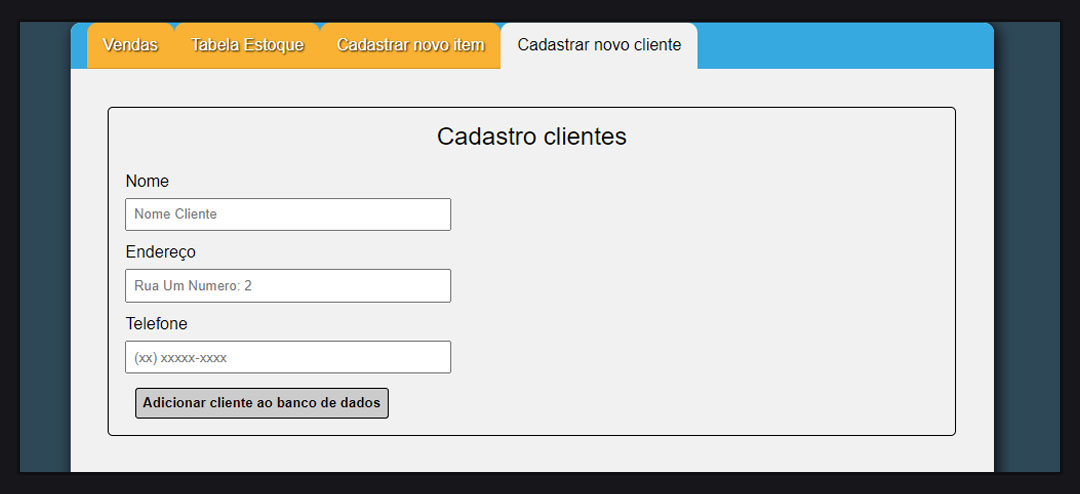 Vendas Tabela Estoque Cadastrar novo item Cadastrar novo cliente
Cadastro clientes
Nome
Nome Cliente
Endereço
Rua Um Numero: 2
Telefone
(xx) xxxxx-xxxx
Adicionar cliente ao banco de dados